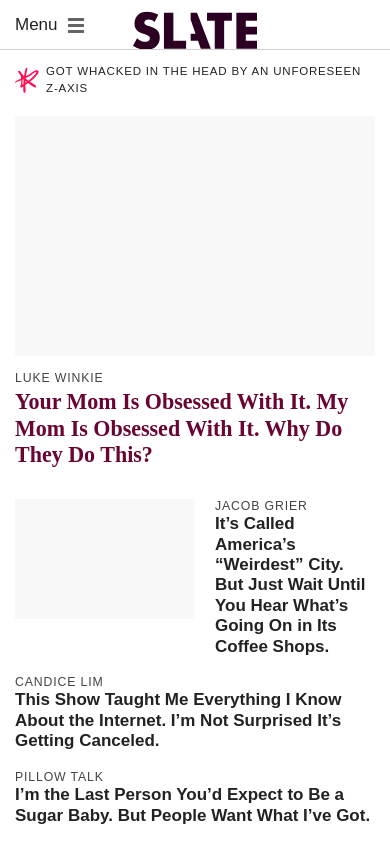 Menu
SLATE
GOT WHACKED IN THE HEAD BY AN UNFORESEEN
Z-AXIS
LUKE WINKIE
Your Mom Is Obsessed With It. My
Mom Is Obsessed With It. Why Do
They Do This?
JACOB GRIER
It’s Called
America’s
“Weirdest” City.
But Just Wait Until
You Hear What’s
Going On in Its
Coffee Shops.
CANDICE LIM
This Show Taught Me Everything I Know
About the Internet. I’m Not Surprised It’s
Getting Canceled.
PILLOW TALK
I’m the Last Person You’d Expect to Be a
Sugar Baby. But People Want What I’ve Got.